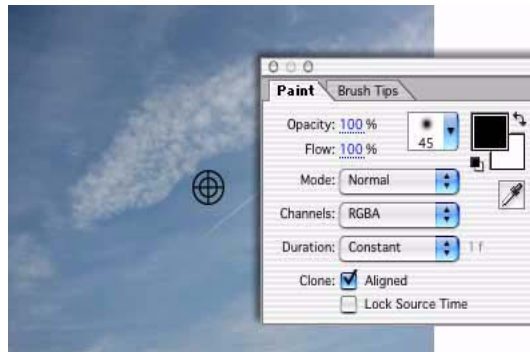 Paint Brush Tips
Opacity: 100 %
Flow: 100 %
45
Mode: Normal
Channels: RGBA
Duration: Constant 1 f
Clone: Aligned
Lock Source Time